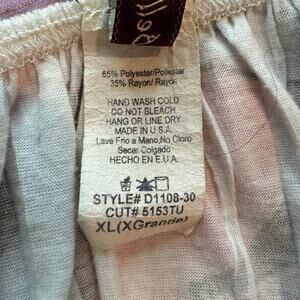 65% Polyester/Poliester
35% Rayon/ Rayon
HAND WASH COLD
DO NOT BLEACH
HANG OR LINE DRY
MADE IN U.S.A.
Lave Frio a Mano,No Cloro
Secar Colgado
HECHO EN E.U.A.
STYLE# D1108-30
CUT# 5153TU
XL(XGrande)